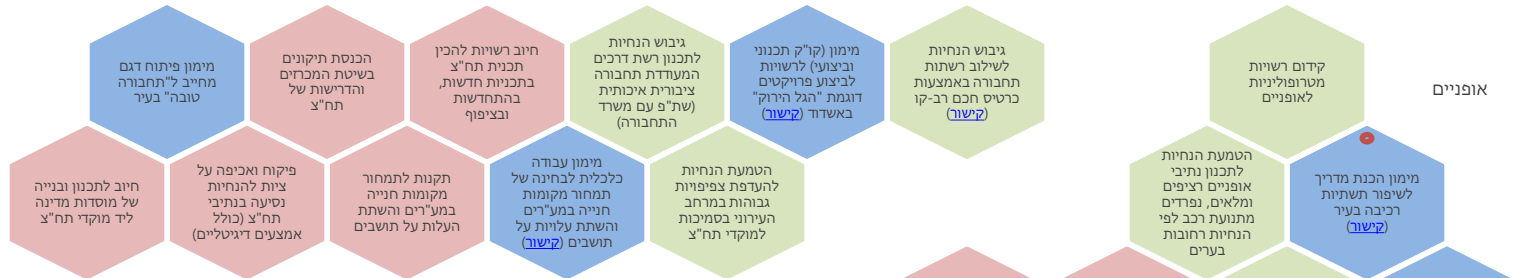 אופניים
קידום רשויות
מטרופוליניות
לאופניים
מימון הכנת מדריך
לשיפור תשתיות
רכיבה בעיר
(קישור)
הטמעת הנחיות
לתכנון נתיבי
אופניים רציפים
ומלאים, נפרדים
מתנועת רכב לפי
הנחיות רחובות
בערים
גיבוש הנחיות
לשילוב רשתות
תחבורה באמצעות
כרטיס חכם רב-קו
(קישור)
מימון (קו"ק תכנוני
וביצועי) לרשויות
לביצוע פרויקטים
דוגמת "הגל הירוק"
באשדוד (קישור)
גיבוש הנחיות
לתכנון רשת דרכים
המעודדת תחבורה
ציבורית איכותית
(שת"פ עם משרד
התחבורה)
חיוב רשויות להכין
תכנית תח"צ
בתכניות חדשות,
בהתחדשות
ובציפוף
הכנסת תיקונים
בשיטת המכרזים
והדרישות של
תח"צ
מימון פיתוח דגם
מחייב ל"תחבורה
טובה" בעיר
הטמעת הנחיות
להעדפת צפיפויות
גבוהות במרחב
העירוני בסמיכות
למוקדי תח"צ
מימון עבודה
כלכלית לבחינה של
תמחור מקומות
חנייה במע"רים
והשתת עלויות על
תושבים (קישור)
תקנות לתמחור
מקומות חנייה
במע"רים והשתת
העלות על תושבים
פיקוח ואכיפה על
ציות להנחיות
נסיעה בנתיבי
תח"צ (כולל
אמצעים דיגיטליים)
חיוב לתכנון ובנייה
של מוסדות מדינה
ליד מוקדי תח"צ